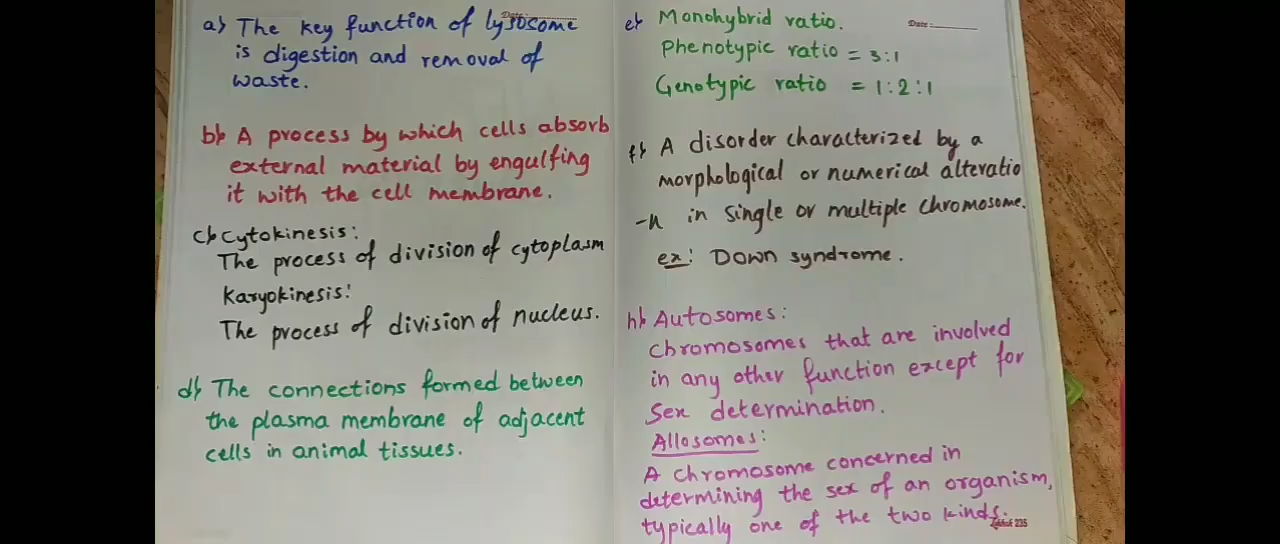 a) The key function of lysosome
is digestion and removal of
waste.
b) A process by which cells absorb
external material by engulfing
it with the cell membrane.
c) Cytokinesis:
The process of division of cytoplasm
Karyokinesis:
The process of division of nucleus.
d) The connections formed between
the plasma membrane of adjacent
cells in animal tissues.
Date:
e) Monohybrid ratio.
Phenotypic ratio = 3:1
Genotypic ratio = 1:2:1
f) A disorder characterized by a
morphological or numerical alteratio
-n in single or multiple chromosome.
ex: Down syndrome.
h) Autosomes:
Chromosomes that are involved
in any other function except for
Sex determination.
Allosomes:
A chromosome concerned in
determining the sex of an organism,
typically one of the two kinds.
235